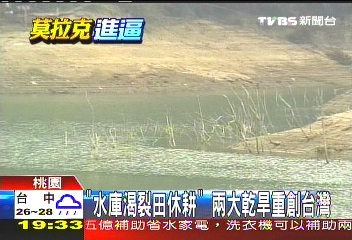 莫拉克進逼
TVBS新聞台
桃園
台中
26~28
"水庫渴裂田休耕" 兩大乾旱重創台灣
19:33
五億補助省水家電，洗衣機可以補助兩